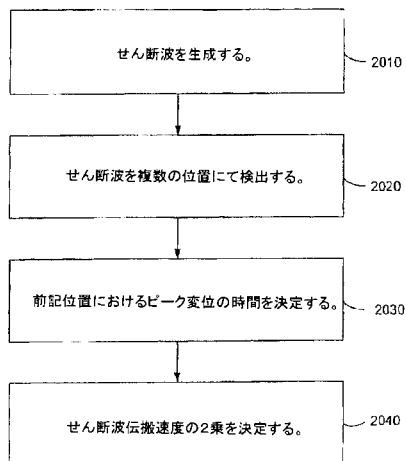 せん断波を生成する。
2010
せん断波を複数の位置にて検出する。
2020
前記位置におけるピーク変位の時間を決定する。
2030
せん断波伝搬速度の2乗を決定する。
2040